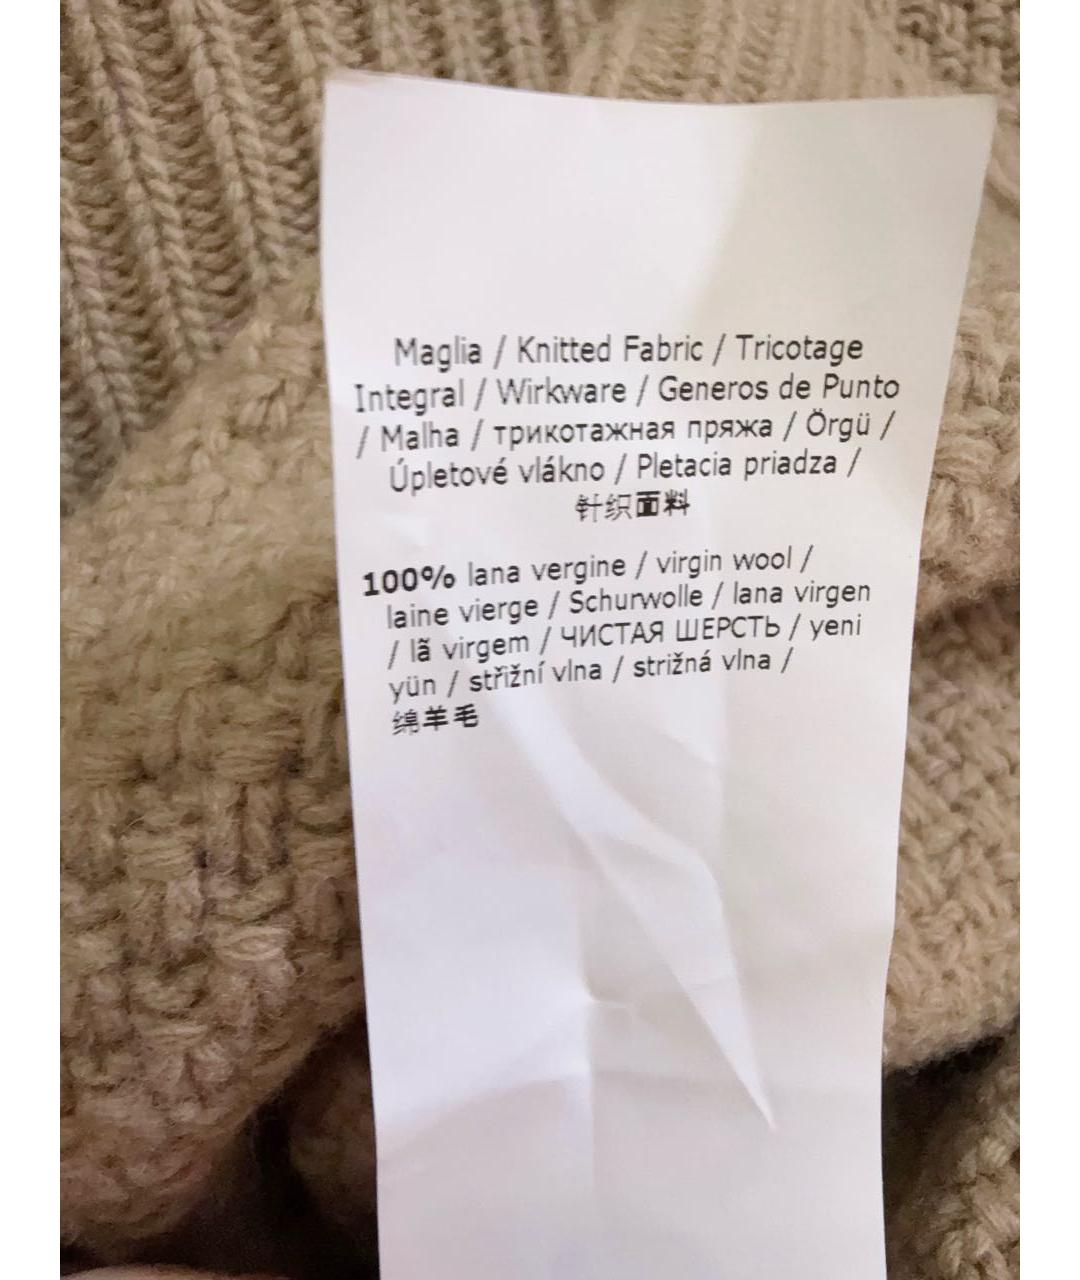 Maglia / Knitted Fabric / Tricotage
Integral / Wirkware / Generos de Punto
/ Malha / трикотажная пряжа / Örgü /
Úpletové vlákno / Pletacia priadza /
针织面料
100% lana vergine / virgin wool /
laine vierge / Schurwolle / lana virgen
/ lã virgem / ЧИСТАЯ ШЕРСТЬ / yeni
yün / střižní vlna / strižná vlna /
绵羊毛